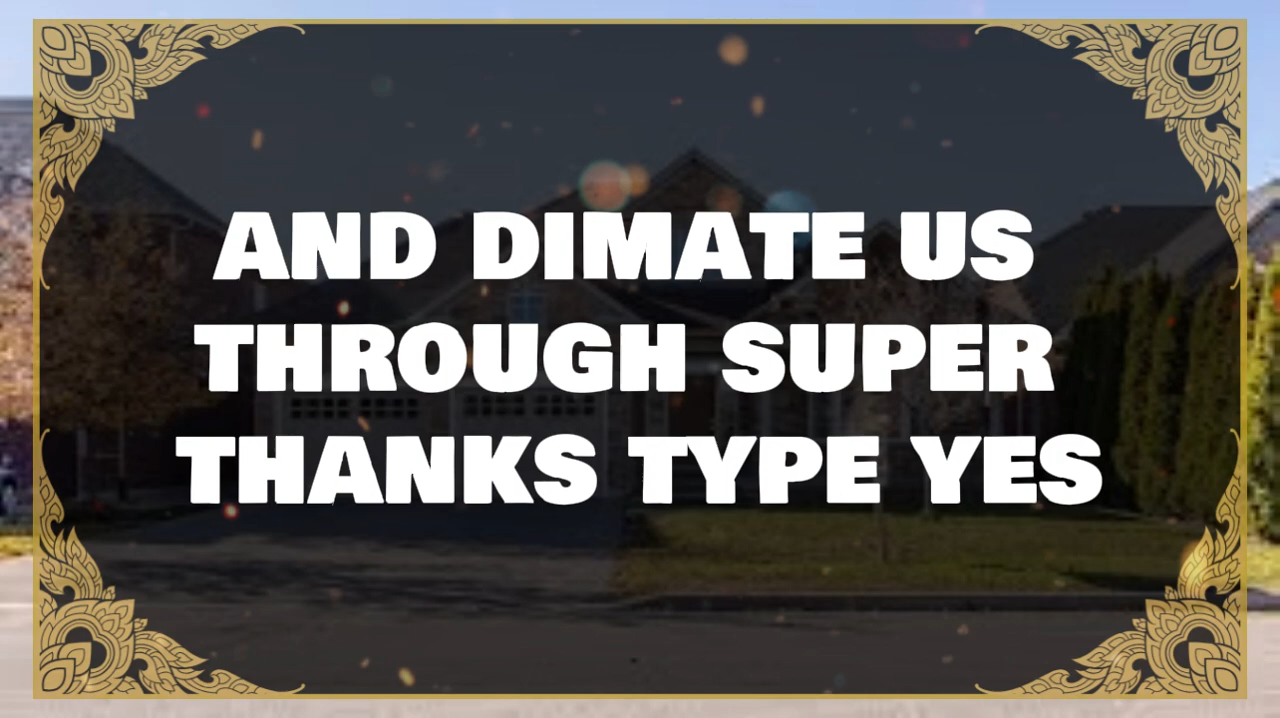 AND DIMATE US
THROUGH SUPER
THANKS TYPE YES